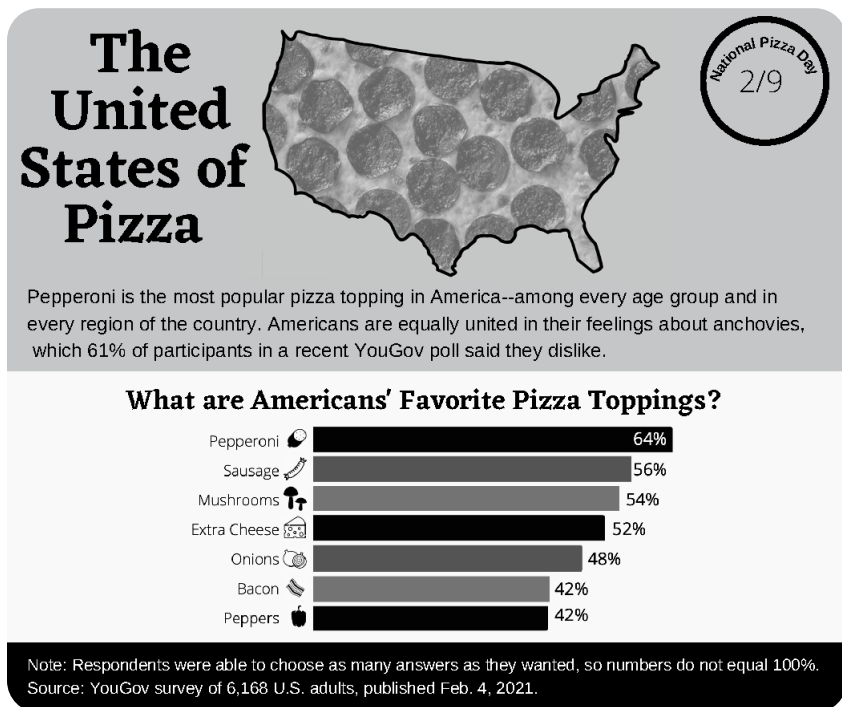 The
United
States of
Pizza
National Pizza Day
2/9
Pepperoni is the most popular pizza topping in America--among every age group and in
every region of the country. Americans are equally united in their feelings about anchovies,
which 61% of participants in a recent YouGov poll said they dislike.
What are Americans' Favorite Pizza Toppings?
Pepperoni 64%
Sausage 56%
Mushrooms 54%
Extra Cheese 52%
Onions 48%
Bacon 42%
Peppers 42%
Note: Respondents were able to choose as many answers as they wanted, so numbers do not equal 100%.
Source: YouGov survey of 6,168 U.S. adults, published Feb. 4, 2021.